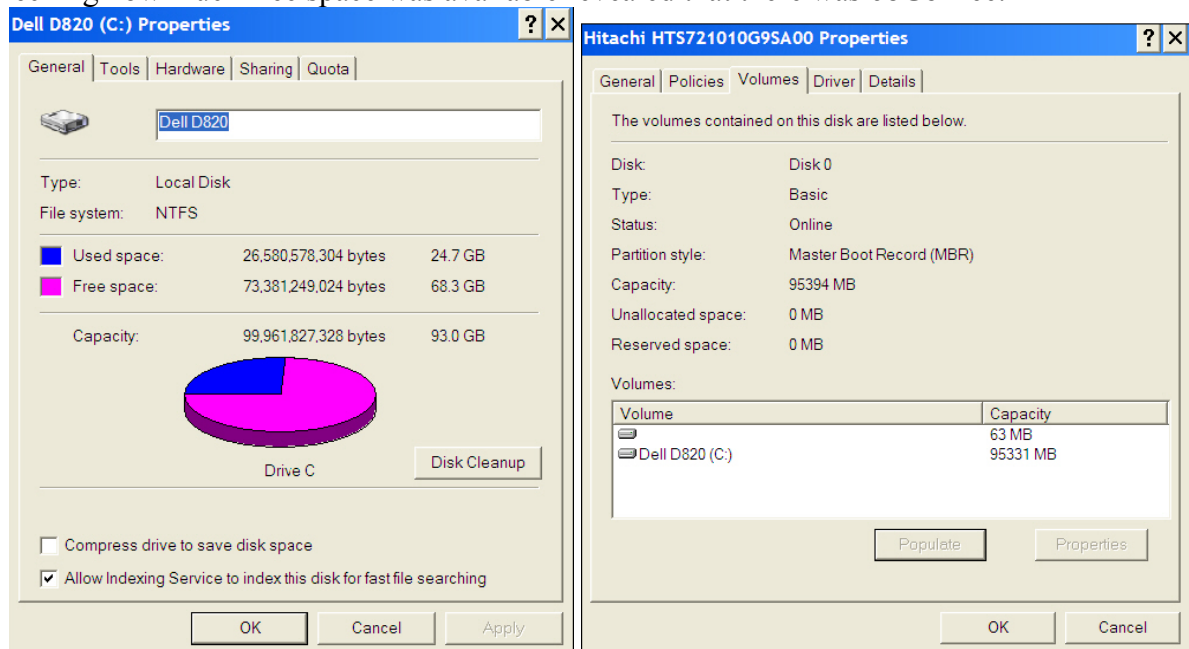 Dell D820 (C:) Properties
General Tools Hardware Sharing Quota
Dell D820
Type: Local Disk
File system: NTFS
Used space: 26,580,578,304 bytes 24.7 GB
Free space: 73,381,249,024 bytes 68.3 GB
Capacity: 99,961,827,328 bytes 93.0 GB
Drive C
Disk Cleanup
Compress drive to save disk space
Allow Indexing Service to index this disk for fast file searching
OK Cancel Apply
Hitachi HTS721010G9SA00 Properties
General Policies Volumes Driver Details
The volumes contained on this disk are listed below.
Disk: Disk 0
Type: Basic
Status: Online
Partition style: Master Boot Record (MBR)
Capacity: 95394 MB
Unallocated space: 0 MB
Reserved space: 0 MB
Volumes:
Volume Capacity
63 MB
Dell D820 (C:) 95331 MB
Populate Properties
OK Cancel